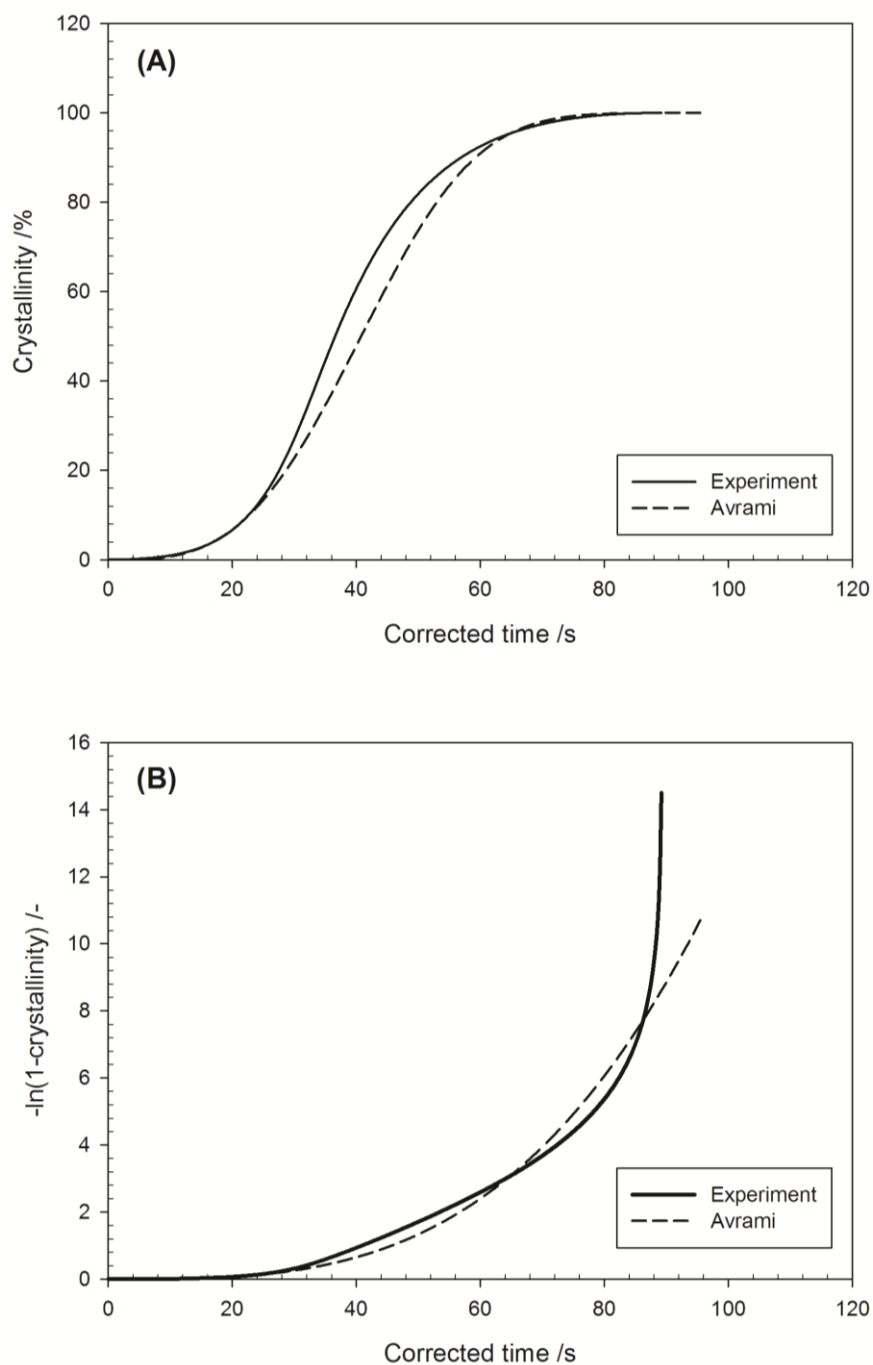 (A)
120
100
80
60
40
20
0
Crystallinity /%
Experiment
Avrami
0 20 40 60 80 100 120
Corrected time /s
(B)
16
14
12
10
8
6
4
2
0
-ln(1-crystallinity) /-
Experiment
Avrami
0 20 40 60 80 100 120
Corrected time /s